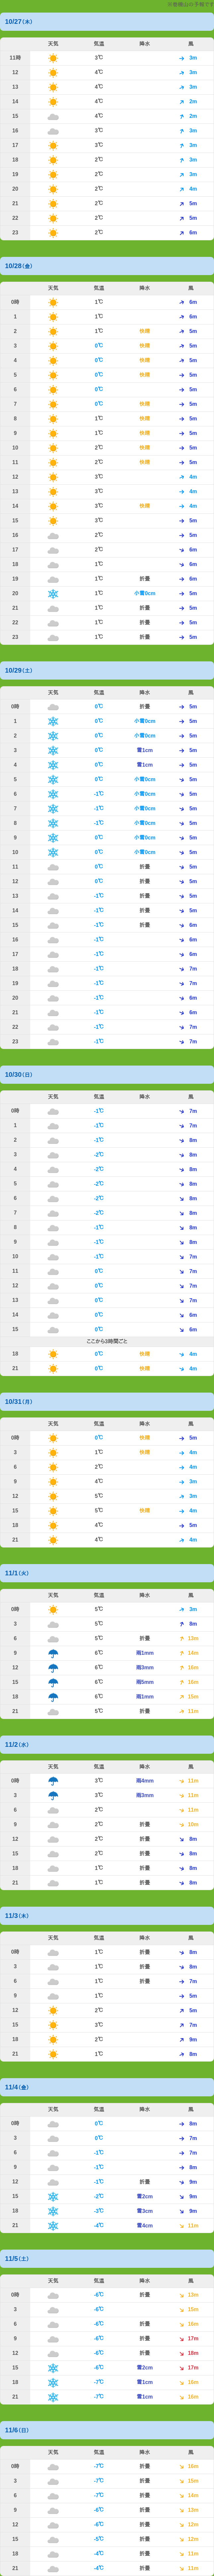 10/27(木)
天気 気温 降水 風
11時 3℃ 3m
12 4℃ 3m
13 4℃ 3m
14 4℃ 2m
15 4℃ 2m
16 3℃ 3m
17 3℃ 3m
18 2℃ 3m
19 2℃ 3m
20 2℃ 4m
21 2℃ 5m
22 2℃ 5m
23 2℃ 6m
10/28(金)
天気 気温 降水 風
0時 1℃ 6m
1 1℃ 6m
2 1℃ 快晴 5m
3 0℃ 快晴 5m
4 0℃ 快晴 5m
5 0℃ 快晴 5m
6 0℃ 5m
7 0℃ 快晴 5m
8 1℃ 快晴 5m
9 1℃ 快晴 5m
10 2℃ 快晴 5m
11 2℃ 快晴 5m
12 3℃ 4m
13 3℃ 4m
14 3℃ 快晴 4m
15 3℃ 5m
16 2℃ 5m
17 2℃ 6m
18 1℃ 6m
19 1℃ 折畳 6m
20 1℃ 小雪0cm 5m
21 1℃ 折畳 5m
22 1℃ 折畳 5m
23 1℃ 折畳 5m
10/29(土)
天気 気温 降水 風
0時 0℃ 折畳 5m
1 0℃ 小雪0cm 5m
2 0℃ 小雪0cm 5m
3 0℃ 雪1cm 5m
4 0℃ 雪1cm 5m
5 0℃ 小雪0cm 5m
6 -1℃ 小雪0cm 5m
7 -1℃ 小雪0cm 5m
8 -1℃ 小雪0cm 5m
9 0℃ 小雪0cm 5m
10 0℃ 小雪0cm 5m
11 0℃ 折畳 5m
12 0℃ 折畳 5m
13 -1℃ 折畳 5m
14 -1℃ 折畳 5m
15 -1℃ 折畳 6m
16 -1℃ 6m
17 -1℃ 6m
18 -1℃ 7m
19 -1℃ 7m
20 -1℃ 6m
21 -1℃ 6m
22 -1℃ 7m
23 -1℃ 7m
10/30(日)
天気 気温 降水 風
0時 -1℃ 7m
1 -1℃ 7m
2 -1℃ 8m
3 -2℃ 8m
4 -2℃ 8m
5 -2℃ 8m
6 -2℃ 8m
7 -2℃ 8m
8 -1℃ 8m
9 -1℃ 8m
10 -1℃ 7m
11 0℃ 7m
12 0℃ 7m
13 0℃ 7m
14 0℃ 6m
15 0℃ 6m
ここから3時間ごと
18 0℃ 快晴 4m
21 0℃ 快晴 4m
10/31(月)
天気 気温 降水 風
0時 0℃ 快晴 5m
3 1℃ 快晴 4m
6 2℃ 4m
9 4℃ 3m
12 5℃ 3m
15 5℃ 快晴 4m
18 4℃ 5m
21 4℃ 4m
11/1(火)
天気 気温 降水 風
0時 5℃ 3m
3 5℃ 8m
6 5℃ 折畳 13m
9 6℃ 雨1mm 14m
12 6℃ 雨3mm 16m
15 6℃ 雨5mm 16m
18 6℃ 雨1mm 15m
21 5℃ 折畳 11m
11/2(水)
天気 気温 降水 風
0時 3℃ 雨4mm 11m
3 3℃ 雨3mm 11m
6 2℃ 11m
9 2℃ 折畳 10m
12 2℃ 折畳 8m
15 2℃ 折畳 8m
18 1℃ 折畳 8m
21 1℃ 折畳 8m
11/3(木)
天気 気温 降水 風
0時 1℃ 折畳 8m
3 1℃ 折畳 8m
6 1℃ 折畳 7m
9 1℃ 5m
12 2℃ 5m
15 3℃ 7m
18 2℃ 9m
21 1℃ 8m
11/4(金)
天気 気温 降水 風
0時 0℃ 8m
3 0℃ 7m
6 -1℃ 7m
9 -1℃ 8m
12 -1℃ 折畳 9m
15 -2℃ 雪2cm 9m
18 -3℃ 雪3cm 9m
21 -4℃ 雪4cm 11m
11/5(土)
天気 気温 降水 風
0時 -6℃ 折畳 13m
3 -6℃ 15m
6 -6℃ 折畳 16m
9 -6℃ 折畳 17m
12 -6℃ 折畳 18m
15 -6℃ 雪2cm 17m
18 -7℃ 雪1cm 16m
21 -7℃ 雪1cm 16m
11/6(日)
天気 気温 降水 風
0時 -7℃ 折畳 16m
3 -7℃ 折畳 15m
6 -7℃ 折畳 14m
9 -6℃ 折畳 13m
12 -6℃ 折畳 12m
15 -5℃ 折畳 12m
18 -4℃ 折畳 11m
21 -4℃ 折畳 11m